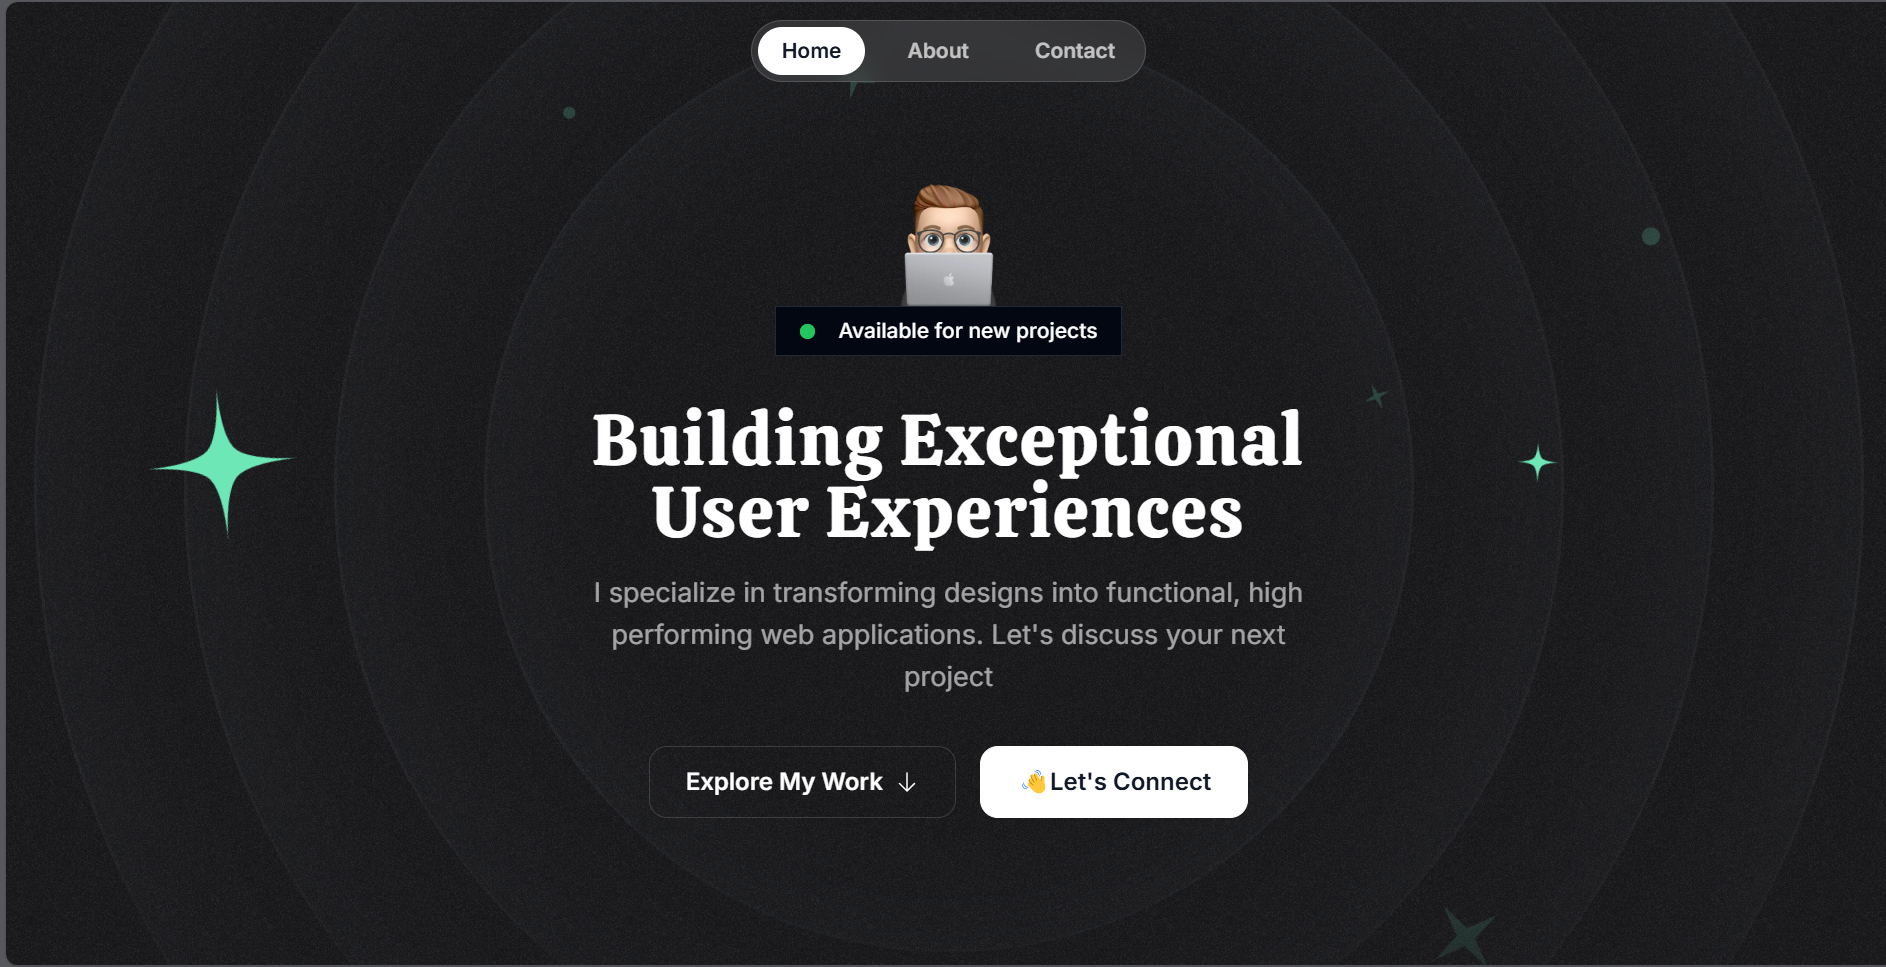 Home About Contact
Available for new projects
Building Exceptional
User Experiences
I specialize in transforming designs into functional, high
performing web applications. Let's discuss your next
project
Explore My Work ↓ 👋Let's Connect